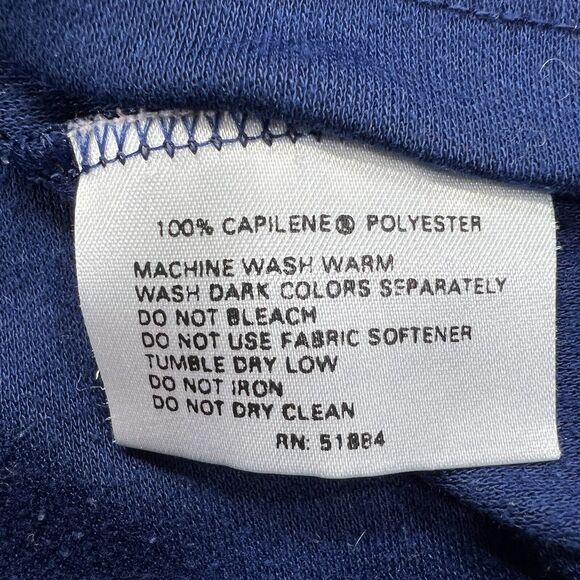 100% CAPILENE® POLYESTER
MACHINE WASH WARM
WASH DARK COLORS SEPARATELY
DO NOT BLEACH
DO NOT USE FABRIC SOFTENER
TUMBLE DRY LOW
DO NOT IRON
DO NOT DRY CLEAN
RN: 51884